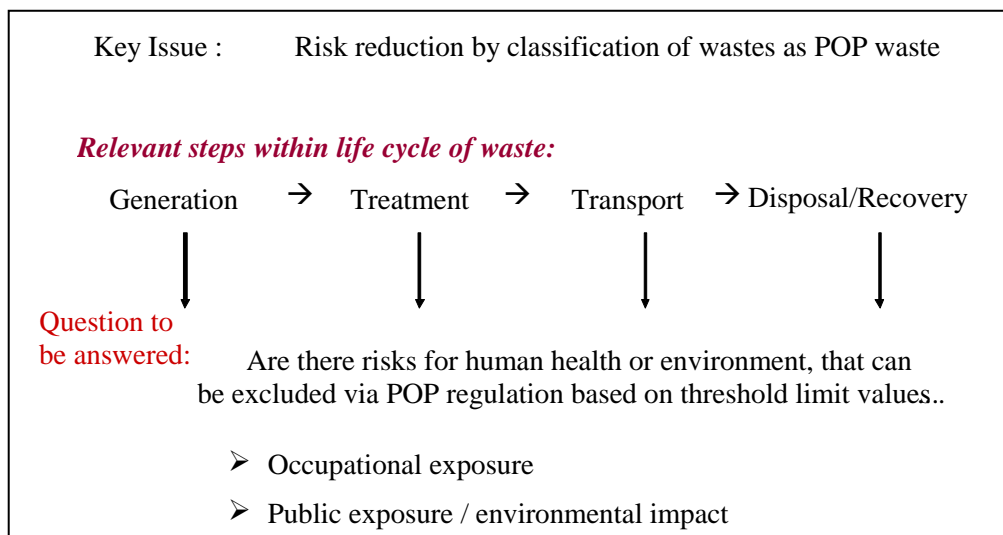 Key Issue : Risk reduction by classification of wastes as POP waste
Relevant steps within life cycle of waste:
Generation → Treatment → Transport → Disposal/Recovery
Question to
be answered:
Are there risks for human health or environment, that can
be excluded via POP regulation based on threshold limit values...
➢ Occupational exposure
➢ Public exposure / environmental impact